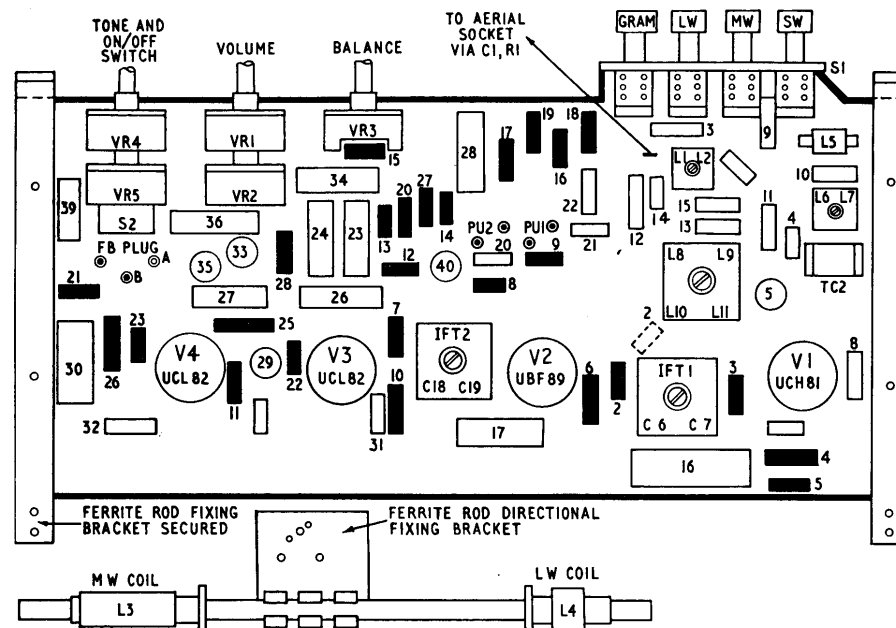 TONE AND
ON/OFF
SWITCH
VOLUME
BALANCE
TO AERIAL
SOCKET
VIA C1, R1
GRAM
LW
MW
SW
S1
VR4
VR1
VR3
15
28
17
19
18
16
3
9
L5
L1 L2
10
VR5
VR2
34
39
S2
36
24
23
13
20
27
14
22
12
14
15
13
11
4
L6 L7
FB PLUG
A
B
35
33
28
12
40
PU2
PU1
20
9
21
8
L8 L9
L10 L11
5
TC2
21
27
26
7
2
30
26
23
25
V4
UCL82
11
29
22
V3
UCL82
10
IFT2
C18 C19
V2
UBF89
6
2
IFT1
C6 C7
3
V1
UCH81
8
32
31
17
16
4
5
FERRITE ROD FIXING
BRACKET SECURED
FERRITE ROD DIRECTIONAL
FIXING BRACKET
MW COIL
L3
LW COIL
L4